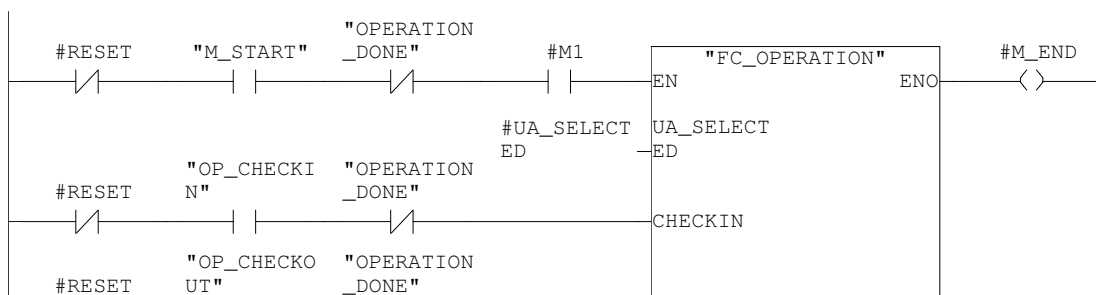 "OPERATION
#RESET "M_START" _DONE" #M1 "FC_OPERATION" #M_END
EN ENO
#UA_SELECT UA_SELECT
ED ED
"OP_CHECKI "OPERATION
#RESET N" _DONE"
CHECKIN
"OP_CHECKO "OPERATION
#RESET UT" _DONE"